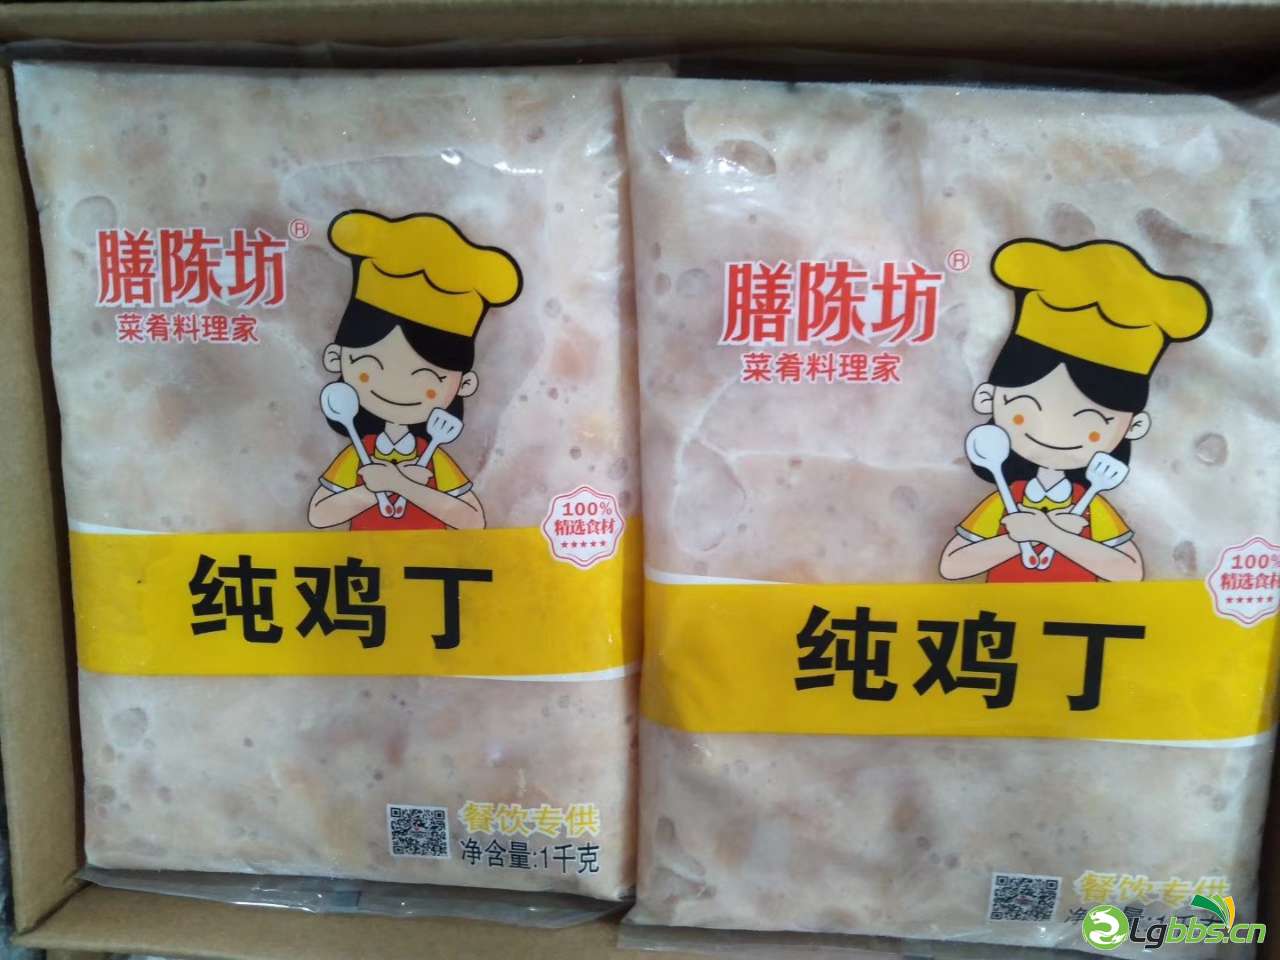 膳陈坊®
菜肴料理家
100%
精选食材
★★★★★
纯鸡丁
餐饮专供
净含量:1千克
膳陈坊®
菜肴料理家
100%
精选食材
★★★★★
纯鸡丁
餐饮专供
Lgbbs.cn